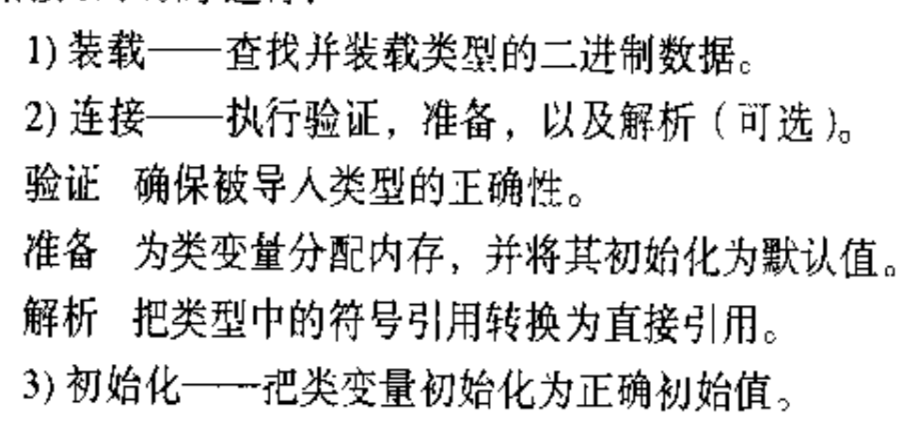 1) 装载——查找并装载类型的二进制数据。
2) 连接——执行验证，准备，以及解析（可选）。
验证 确保被导人类型的正确性。
准备 为类变量分配内存，并将其初始化为默认值。
解析 把类型中的符号引用转换为直接引用。
3) 初始化——把类变量初始化为正确初始值。